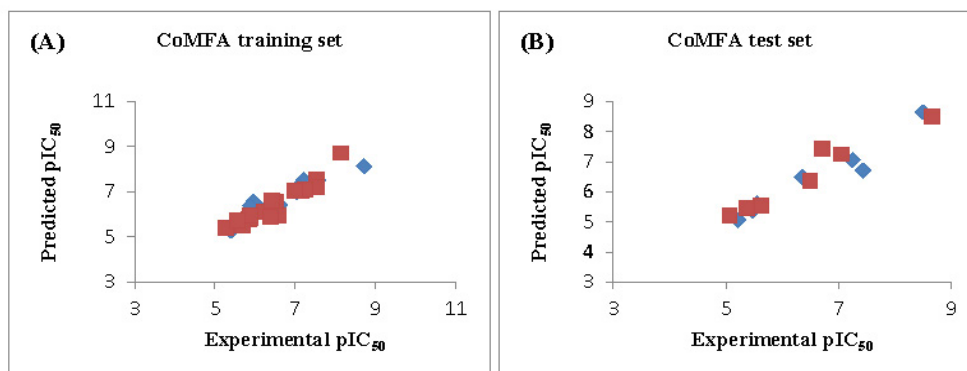 (A) CoMFA training set
11
9
7
5
3
Predicted pIC50
3 5 7 9 11
Experimental pIC50
(B) CoMFA test set
9
8
7
6
5
4
3
Predicted pIC50
3 5 7 9
Experimental pIC50